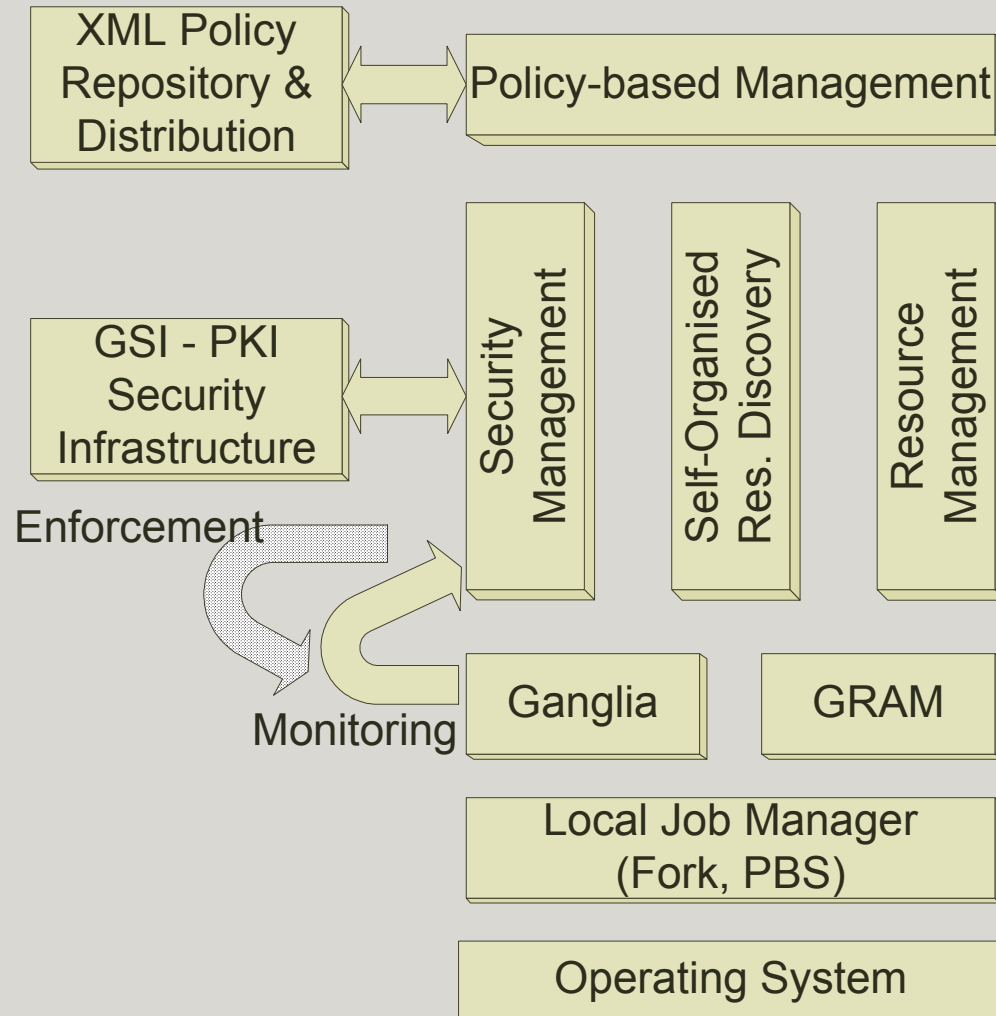 XML Policy
Repository &
Distribution
Policy-based Management
GSI - PKI
Security
Infrastructure
Security
Management
Self-Organised
Res. Discovery
Resource
Management
Enforcement
Monitoring
Ganglia
GRAM
Local Job Manager
(Fork, PBS)
Operating System